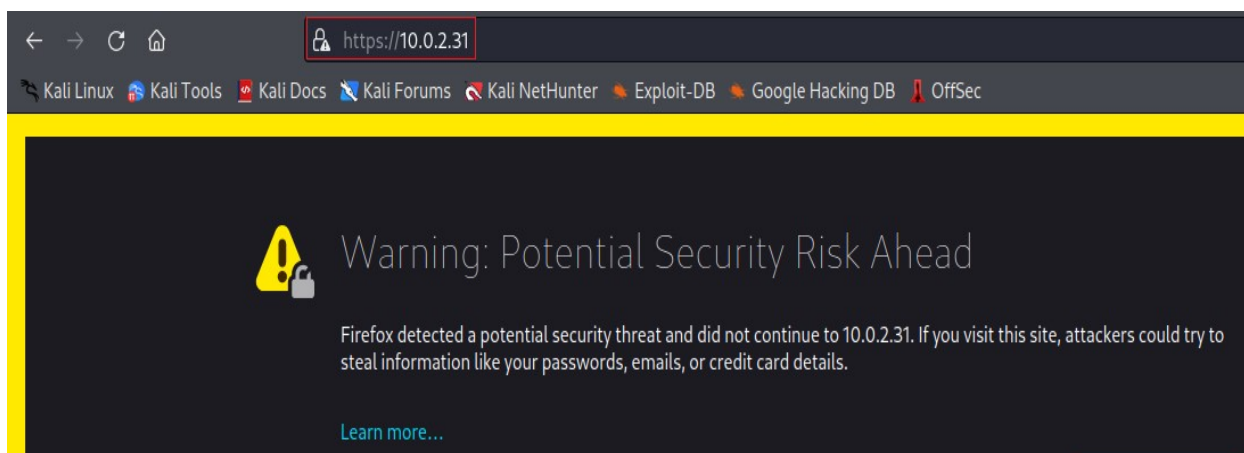 https://10.0.2.31
Kali Linux Kali Tools Kali Docs Kali Forums Kali NetHunter Exploit-DB Google Hacking DB OffSec
Warning: Potential Security Risk Ahead
Firefox detected a potential security threat and did not continue to 10.0.2.31. If you visit this site, attackers could try to
steal information like your passwords, emails, or credit card details.
Learn more...